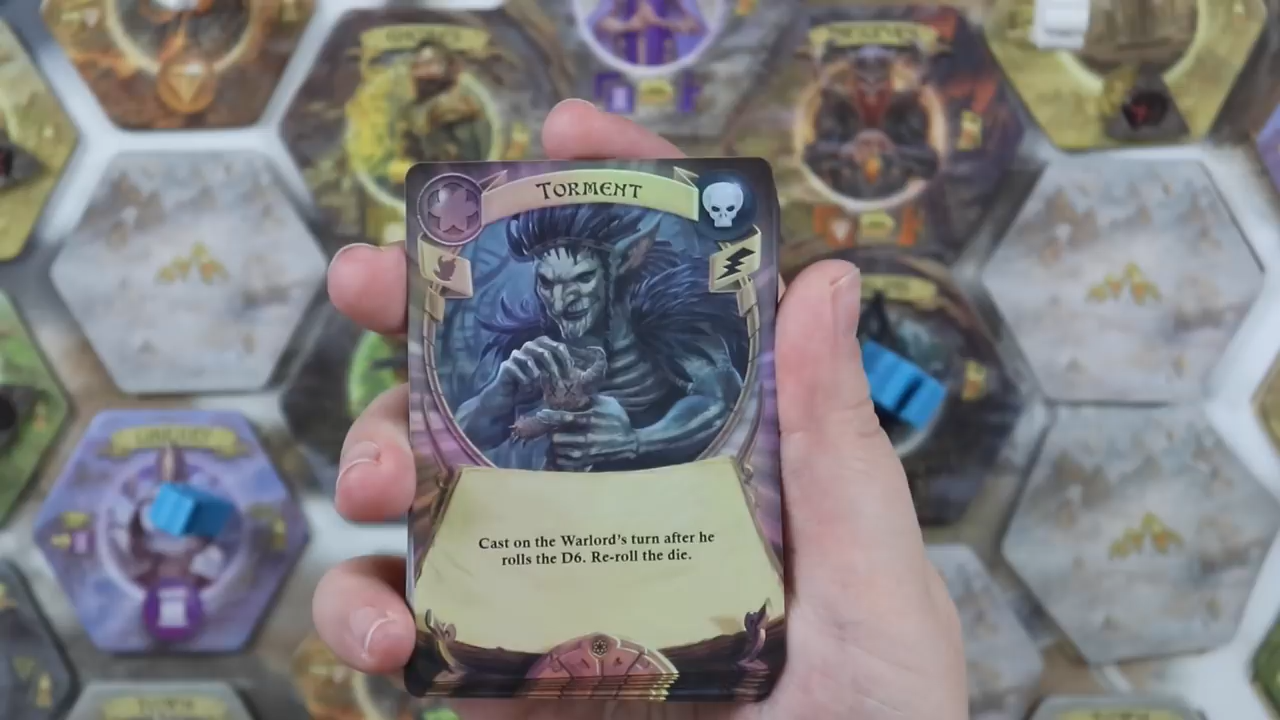 TORMENT
Cast on the Warlord's turn after he
rolls the D6. Re-roll the die.